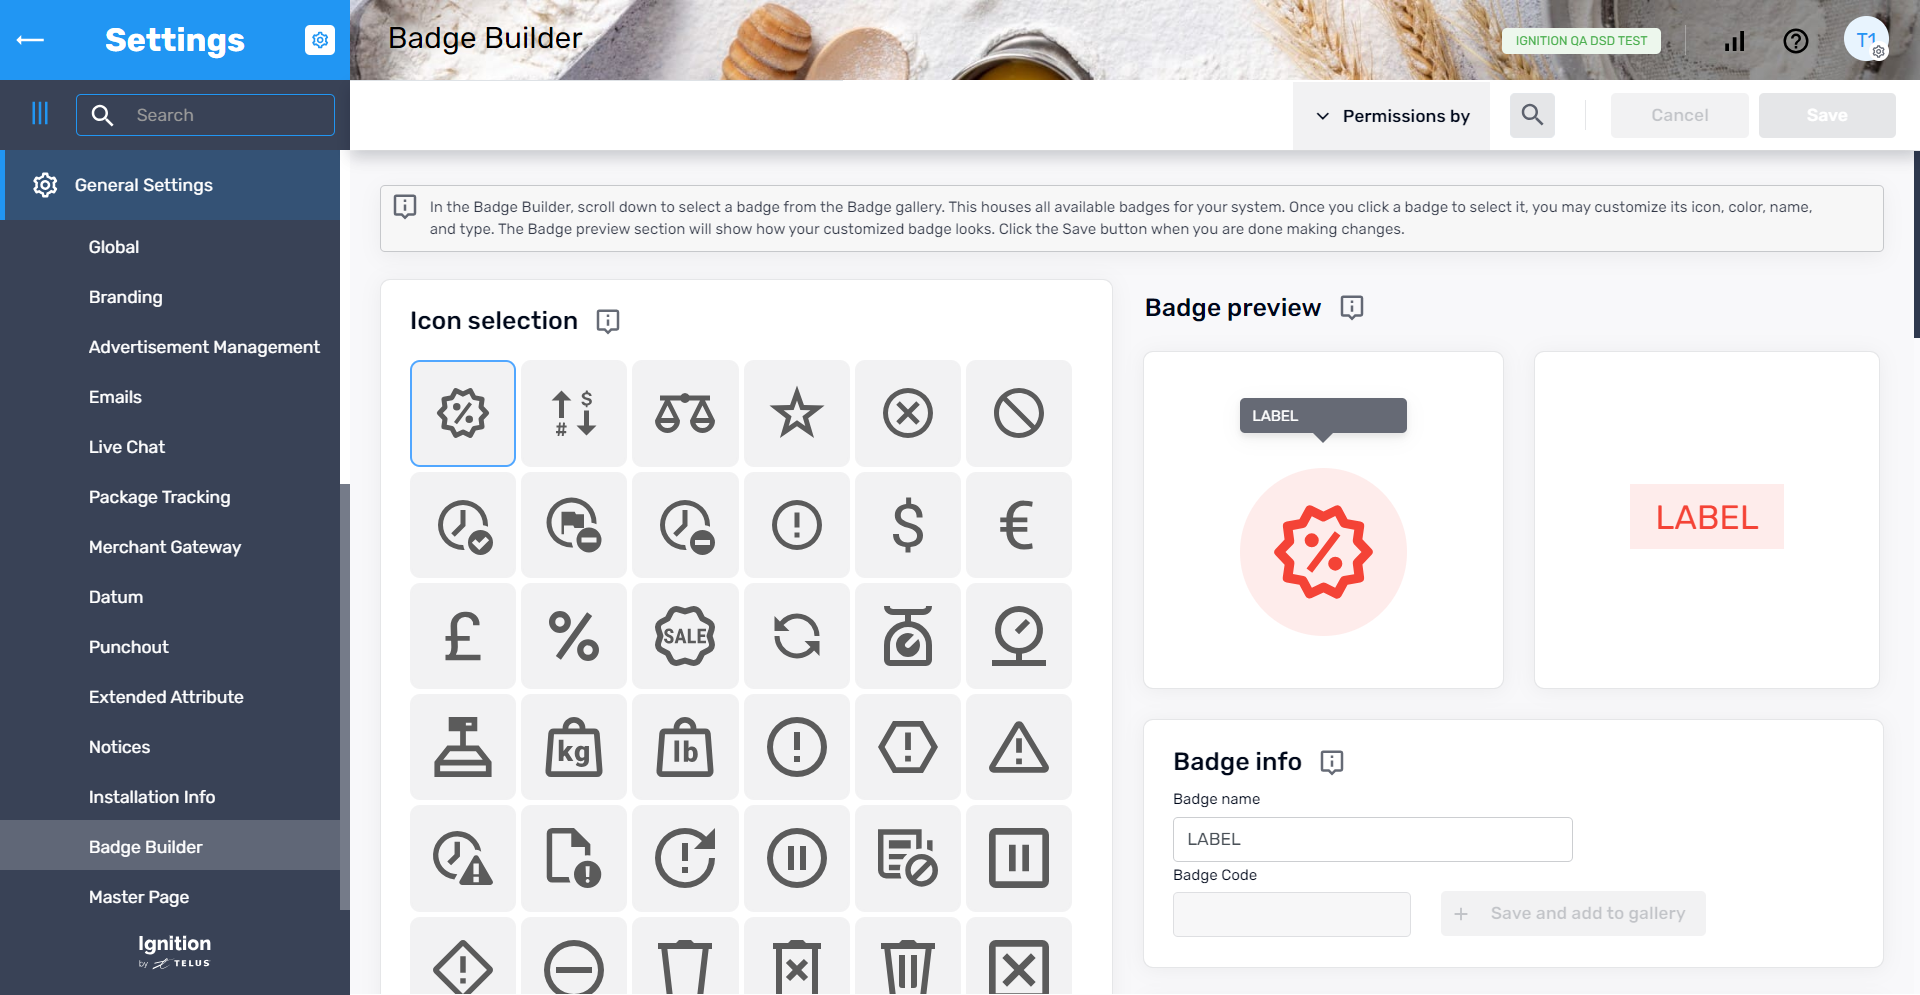 Settings
Badge Builder
IGNITION QA DSD TEST
T1
Search
Permissions by
Cancel
Save
General Settings
Global
Branding
Advertisement Management
Emails
Live Chat
Package Tracking
Merchant Gateway
Datum
Punchout
Extended Attribute
Notices
Installation Info
Badge Builder
Master Page
Ignition
by TELUS
In the Badge Builder, scroll down to select a badge from the Badge gallery. This houses all available badges for your system. Once you click a badge to select it, you may customize its icon, color, name,
and type. The Badge preview section will show how your customized badge looks. Click the Save button when you are done making changes.
Icon selection
$
#
$
€
£
%
SALE
kg
lb
Badge preview
LABEL
%
LABEL
Badge info
Badge name
LABEL
Badge Code
+ Save and add to gallery